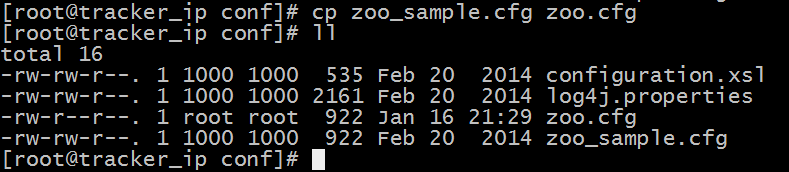 [root@tracker_ip conf]# cp zoo_sample.cfg zoo.cfg
[root@tracker_ip conf]# ll
total 16
-rw-rw-r--. 1 1000 1000  535 Feb 20  2014 configuration.xsl
-rw-rw-r--. 1 1000 1000 2161 Feb 20  2014 log4j.properties
-rw-r--r--. 1 root root  922 Jan 16 21:29 zoo.cfg
-rw-rw-r--. 1 1000 1000  922 Feb 20  2014 zoo_sample.cfg
[root@tracker_ip conf]#